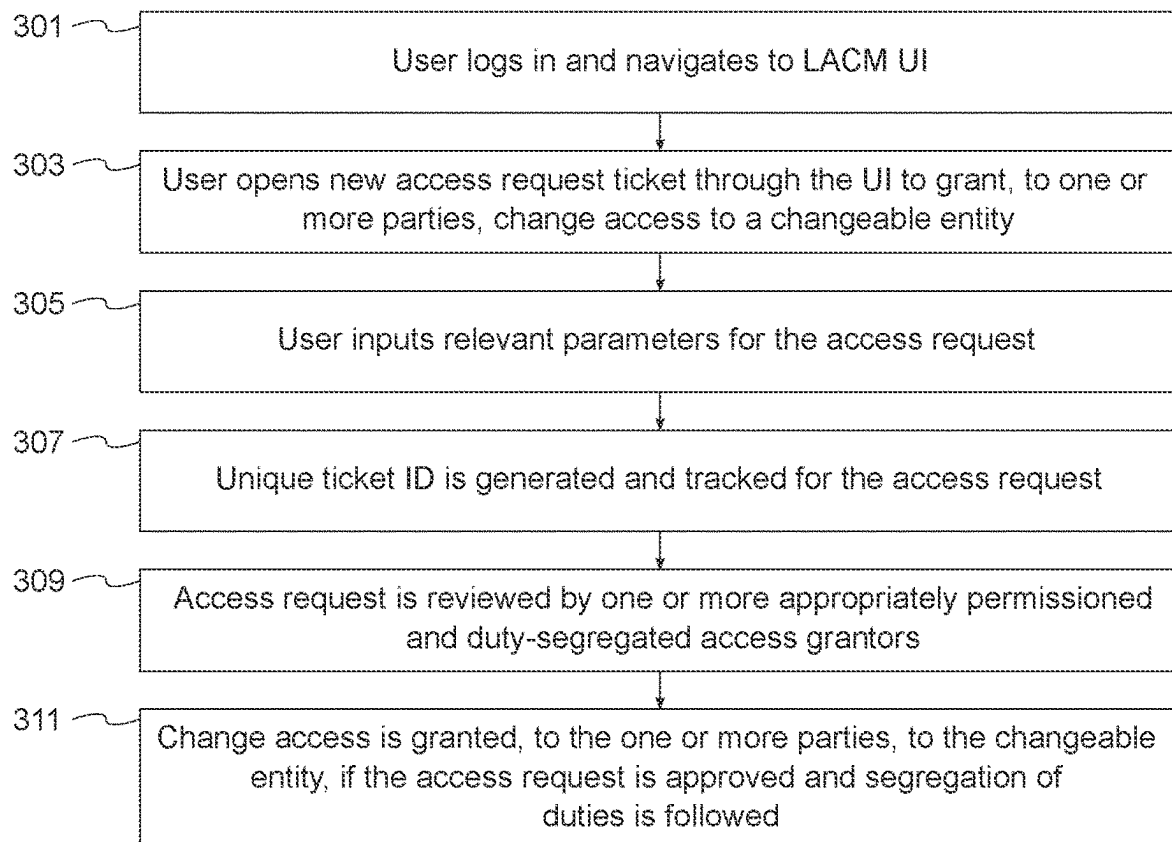 301
User logs in and navigates to LACM UI
303
User opens new access request ticket through the UI to grant, to one or
more parties, change access to a changeable entity
305
User inputs relevant parameters for the access request
307
Unique ticket ID is generated and tracked for the access request
309
Access request is reviewed by one or more appropriately permissioned
and duty-segregated access grantors
311
Change access is granted, to the one or more parties, to the changeable
entity, if the access request is approved and segregation of
duties is followed